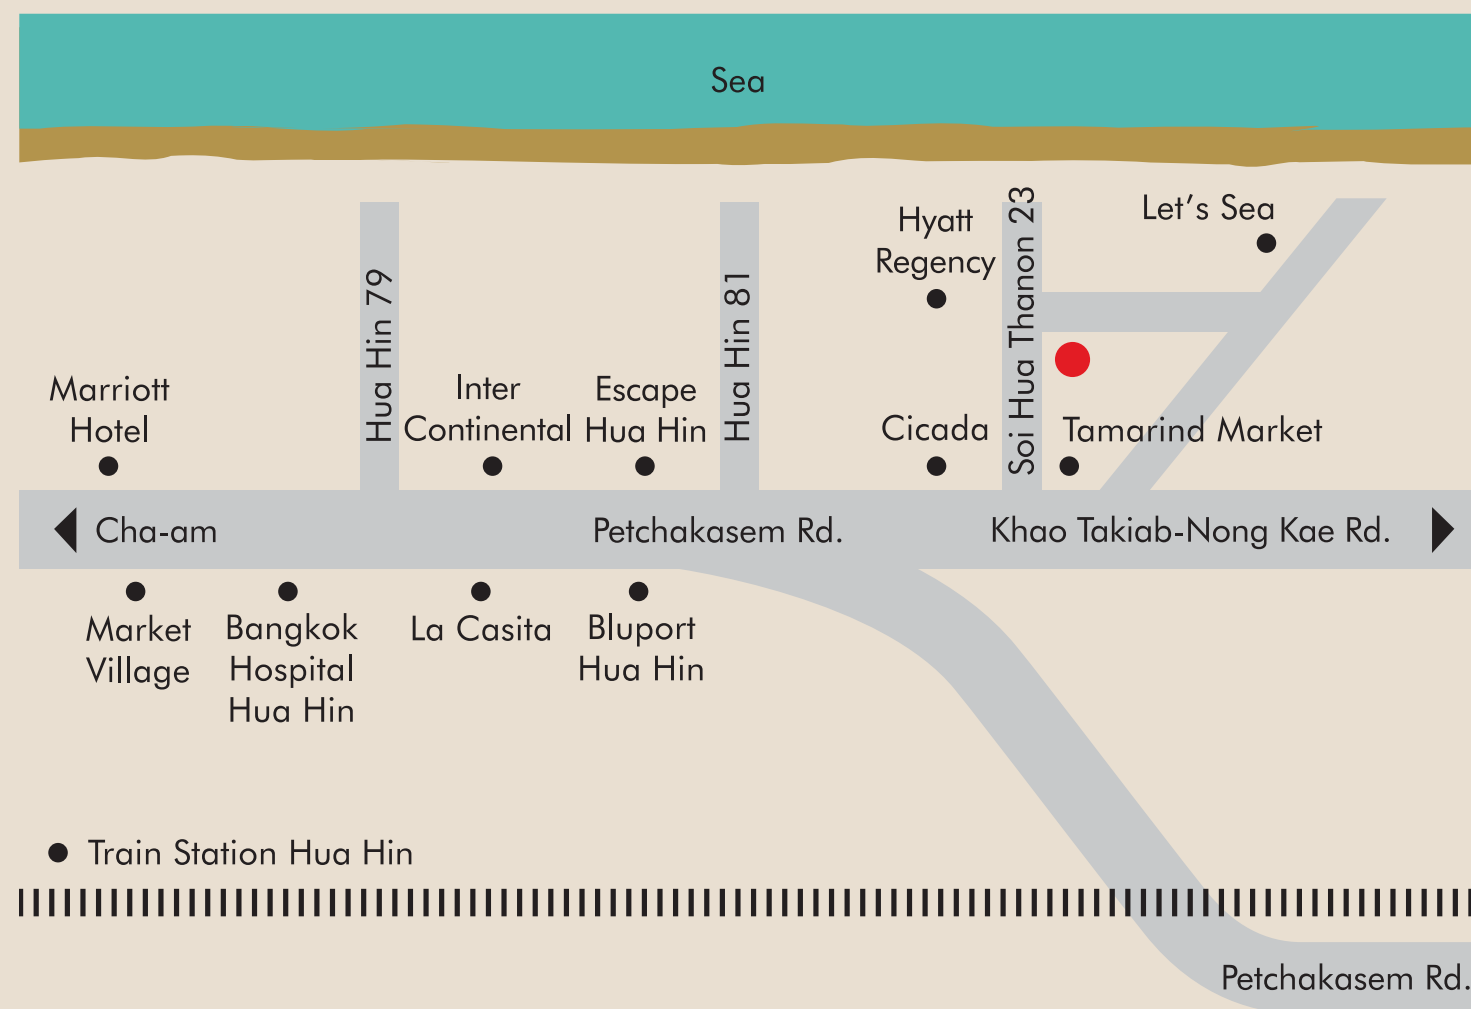 Sea
Hyatt
Regency
Soi Hua Thanon 23
Let's Sea
Hua Hin 79
Hua Hin 81
Marriott
Hotel
Inter
Continental
Escape
Hua Hin
Cicada
Tamarind Market
Cha-am
Petchakasem Rd.
Khao Takiab-Nong Kae Rd.
Market
Village
Bangkok
Hospital
Hua Hin
La Casita
Bluport
Hua Hin
Train Station Hua Hin
Petchakasem Rd.